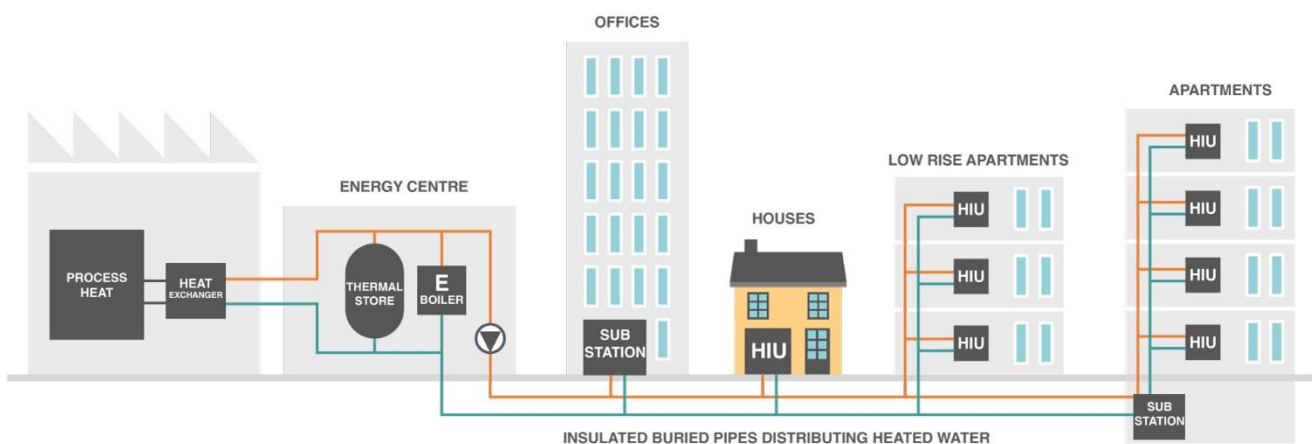 OFFICES
APARTMENTS
LOW RISE APARTMENTS
ENERGY CENTRE
HOUSES
PROCESS
HEAT
HEAT
EXCHANGER
THERMAL
STORE
E
BOILER
SUB
STATION
HIU
HIU
HIU
HIU
HIU
HIU
HIU
HIU
SUB
STATION
INSULATED BURIED PIPES DISTRIBUTING HEATED WATER